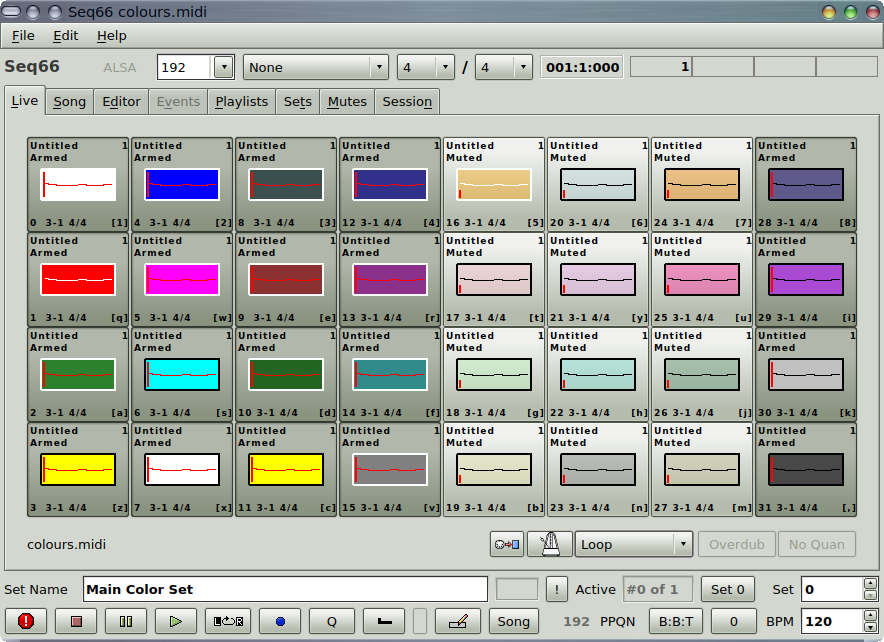 Seq66 colours.midi
File Edit Help
Seq66 ALSA 192 None 4 / 4 001:1:000 1
Live Song Editor Events Playlists Sets Mutes Session
Untitled 1 Untitled 1 Untitled 1 Untitled 1 Untitled 1 Untitled 1 Untitled 1 Untitled 1
Armed Armed Armed Armed Muted Muted Muted Armed
0 3-1 4/4 [1] 4 3-1 4/4 [2] 8 3-1 4/4 [3] 12 3-1 4/4 [4] 16 3-1 4/4 [5] 20 3-1 4/4 [6] 24 3-1 4/4 [7] 28 3-1 4/4 [8]
Untitled 1 Untitled 1 Untitled 1 Untitled 1 Untitled 1 Untitled 1 Untitled 1 Untitled 1
Armed Armed Armed Armed Muted Muted Muted Armed
1 3-1 4/4 [q] 5 3-1 4/4 [w] 9 3-1 4/4 [e] 13 3-1 4/4 [r] 17 3-1 4/4 [t] 21 3-1 4/4 [y] 25 3-1 4/4 [u] 29 3-1 4/4 [i]
Untitled 1 Untitled 1 Untitled 1 Untitled 1 Untitled 1 Untitled 1 Untitled 1 Untitled 1
Armed Armed Armed Armed Muted Muted Muted Armed
2 3-1 4/4 [a] 6 3-1 4/4 [s] 10 3-1 4/4 [d] 14 3-1 4/4 [f] 18 3-1 4/4 [g] 22 3-1 4/4 [h] 26 3-1 4/4 [j] 30 3-1 4/4 [k]
Untitled 1 Untitled 1 Untitled 1 Untitled 1 Untitled 1 Untitled 1 Untitled 1 Untitled 1
Armed Armed Armed Armed Muted Muted Muted Armed
3 3-1 4/4 [z] 7 3-1 4/4 [x] 11 3-1 4/4 [c] 15 3-1 4/4 [v] 19 3-1 4/4 [b] 23 3-1 4/4 [n] 27 3-1 4/4 [m] 31 3-1 4/4 [,]
colours.midi Loop Overdub No Quan
Set Name Main Color Set ! Active #0 of 1 Set 0 Set 0
Q Song 192 PPQN B:B:T 0 BPM 120